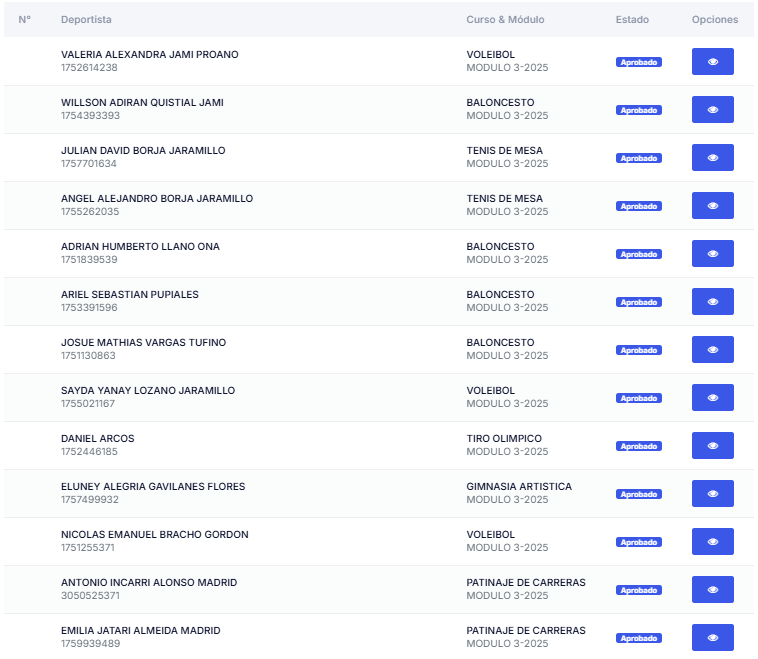 N° Deportista Curso & Módulo Estado Opciones
VALERIA ALEXANDRA JAMI PROANO VOLEIBOL Aprobado
1752614238 MODULO 3-2025
WILLSON ADIRAN QUISTIAL JAMI BALONCESTO Aprobado
1754393393 MODULO 3-2025
JULIAN DAVID BORJA JARAMILLO TENIS DE MESA Aprobado
1757701634 MODULO 3-2025
ANGEL ALEJANDRO BORJA JARAMILLO TENIS DE MESA Aprobado
1755262035 MODULO 3-2025
ADRIAN HUMBERTO LLANO ONA BALONCESTO Aprobado
1751839539 MODULO 3-2025
ARIEL SEBASTIAN PUPIALES BALONCESTO Aprobado
1753391596 MODULO 3-2025
JOSUE MATHIAS VARGAS TUFINO BALONCESTO Aprobado
1751130863 MODULO 3-2025
SAYDA YANAY LOZANO JARAMILLO VOLEIBOL Aprobado
1755021167 MODULO 3-2025
DANIEL ARCOS TIRO OLIMPICO Aprobado
1752446185 MODULO 3-2025
ELUNEY ALEGRIA GAVILANES FLORES GIMNASIA ARTISTICA Aprobado
1757499932 MODULO 3-2025
NICOLAS EMANUEL BRACHO GORDON VOLEIBOL Aprobado
1751255371 MODULO 3-2025
ANTONIO INCARRI ALONSO MADRID PATINAJE DE CARRERAS Aprobado
3050525371 MODULO 3-2025
EMILIA JATARI ALMEIDA MADRID PATINAJE DE CARRERAS Aprobado
1759939489 MODULO 3-2025